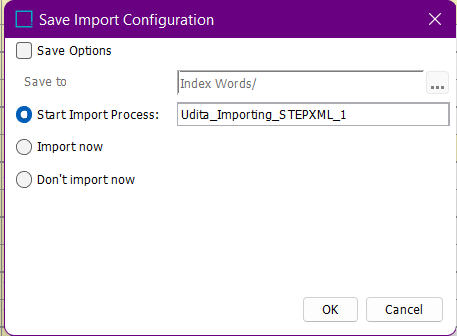 Save Import Configuration
Save Options
Save to Index Words/ ...
Start Import Process: Udita_Importing_STEPXML_1
Import now
Don't import now
OK Cancel